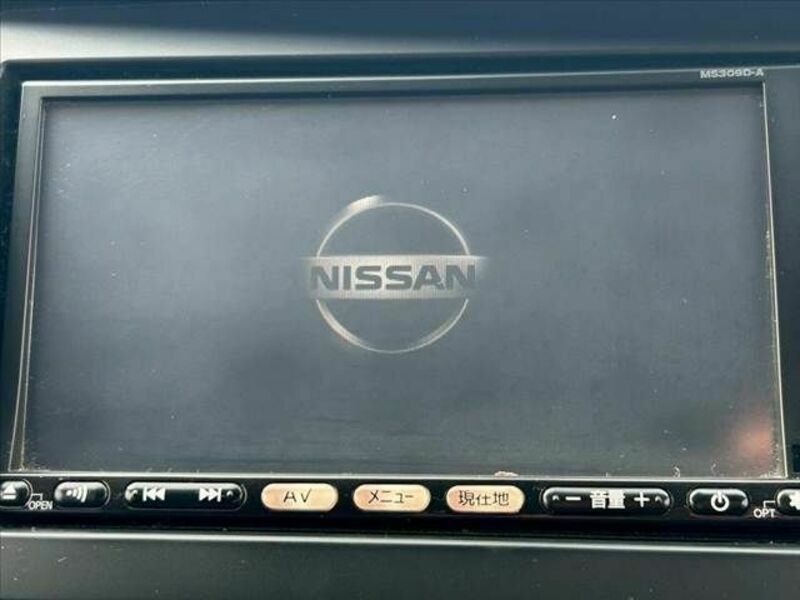 MS309D-A
NISSAN
OPEN
AV
メニュー
現在地
− 音量 +
OPT